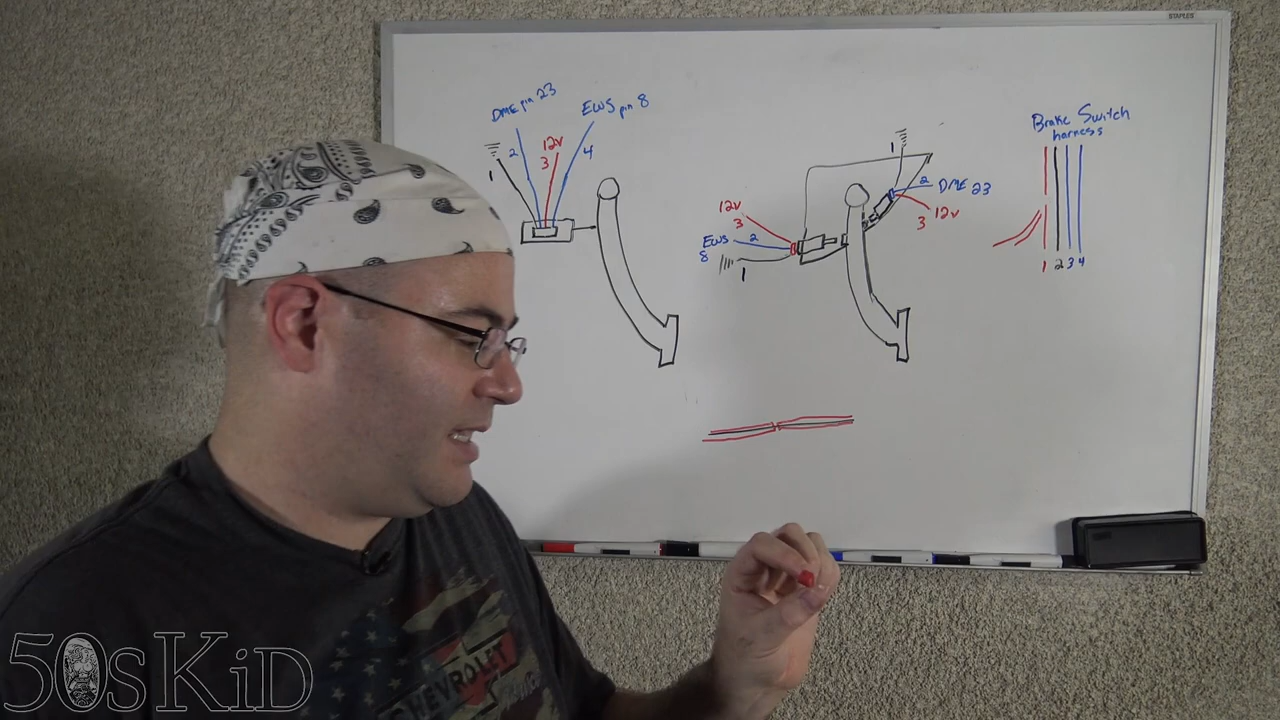 STAPLES
DME pin 23
EWS pin 8
1
2
12v
3
4
1
2
DME 23
12v
3
12v
3
EWS
8
2
1
Brake Switch
harness
1 2 3 4
CHEVROLET
50sKiD